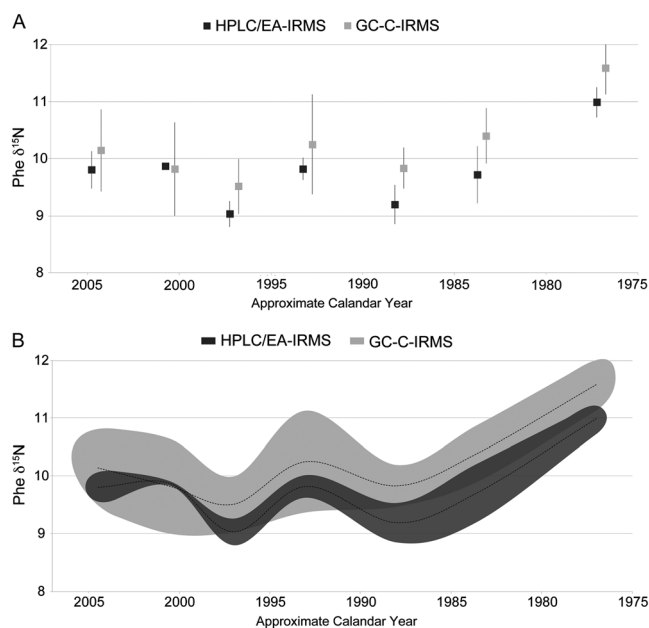 A
HPLC/EA-IRMS GC-C-IRMS
12
11
10
9
8
Phe δ¹⁵N
2005 2000 1995 1990 1985 1980 1975
Approximate Calandar Year
B
HPLC/EA-IRMS GC-C-IRMS
12
11
10
9
8
Phe δ¹⁵N
2005 2000 1995 1990 1985 1980 1975
Approximate Calandar Year